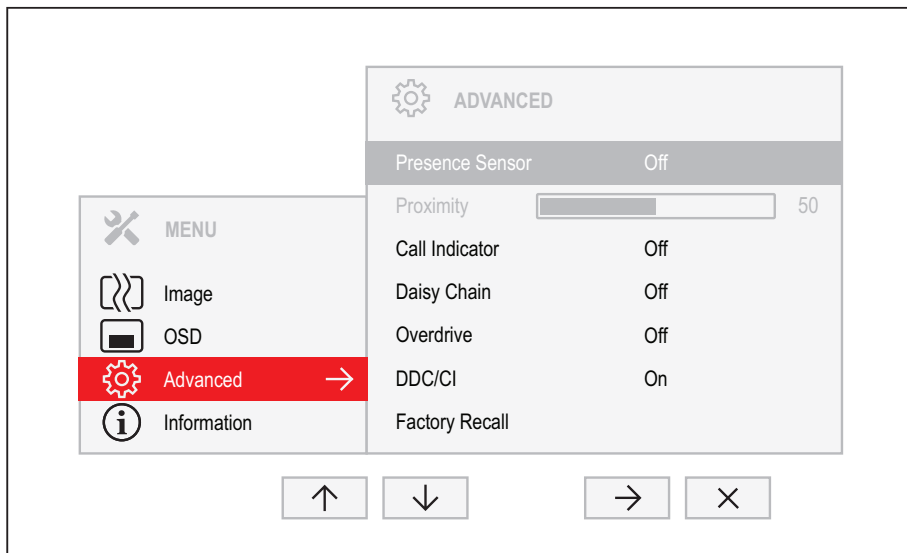 ADVANCED
Presence Sensor Off
Proximity 50
Call Indicator Off
Daisy Chain Off
Overdrive Off
DDC/CI On
Factory Recall
MENU
Image
OSD
Advanced
Information